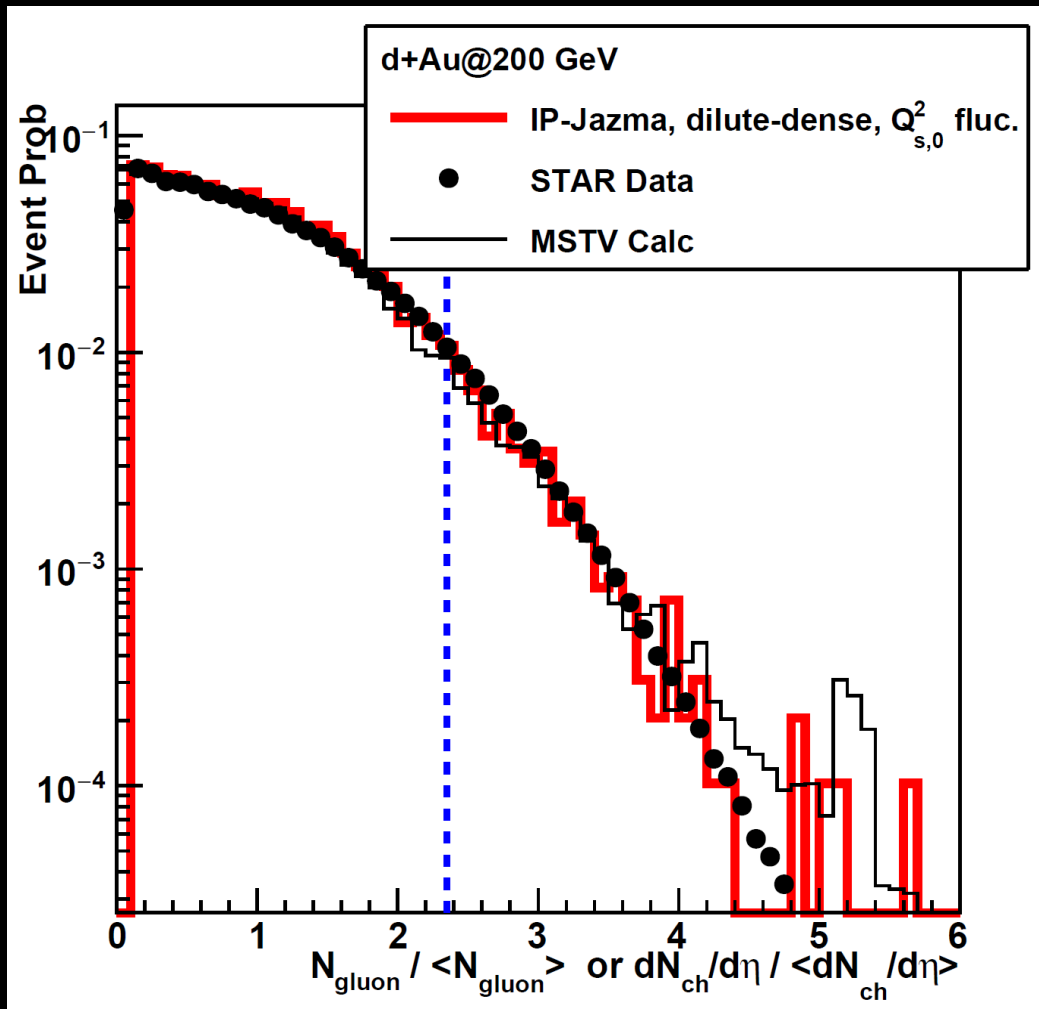 d+Au@200 GeV
IP-Jazma, dilute-dense, Q²s,0 fluc.
STAR Data
MSTV Calc
Event Prob
10⁻¹
10⁻²
10⁻³
10⁻⁴
0 1 2 3 4 5 6
Ngluon / <Ngluon> or dNch/dη / <dNch/dη>